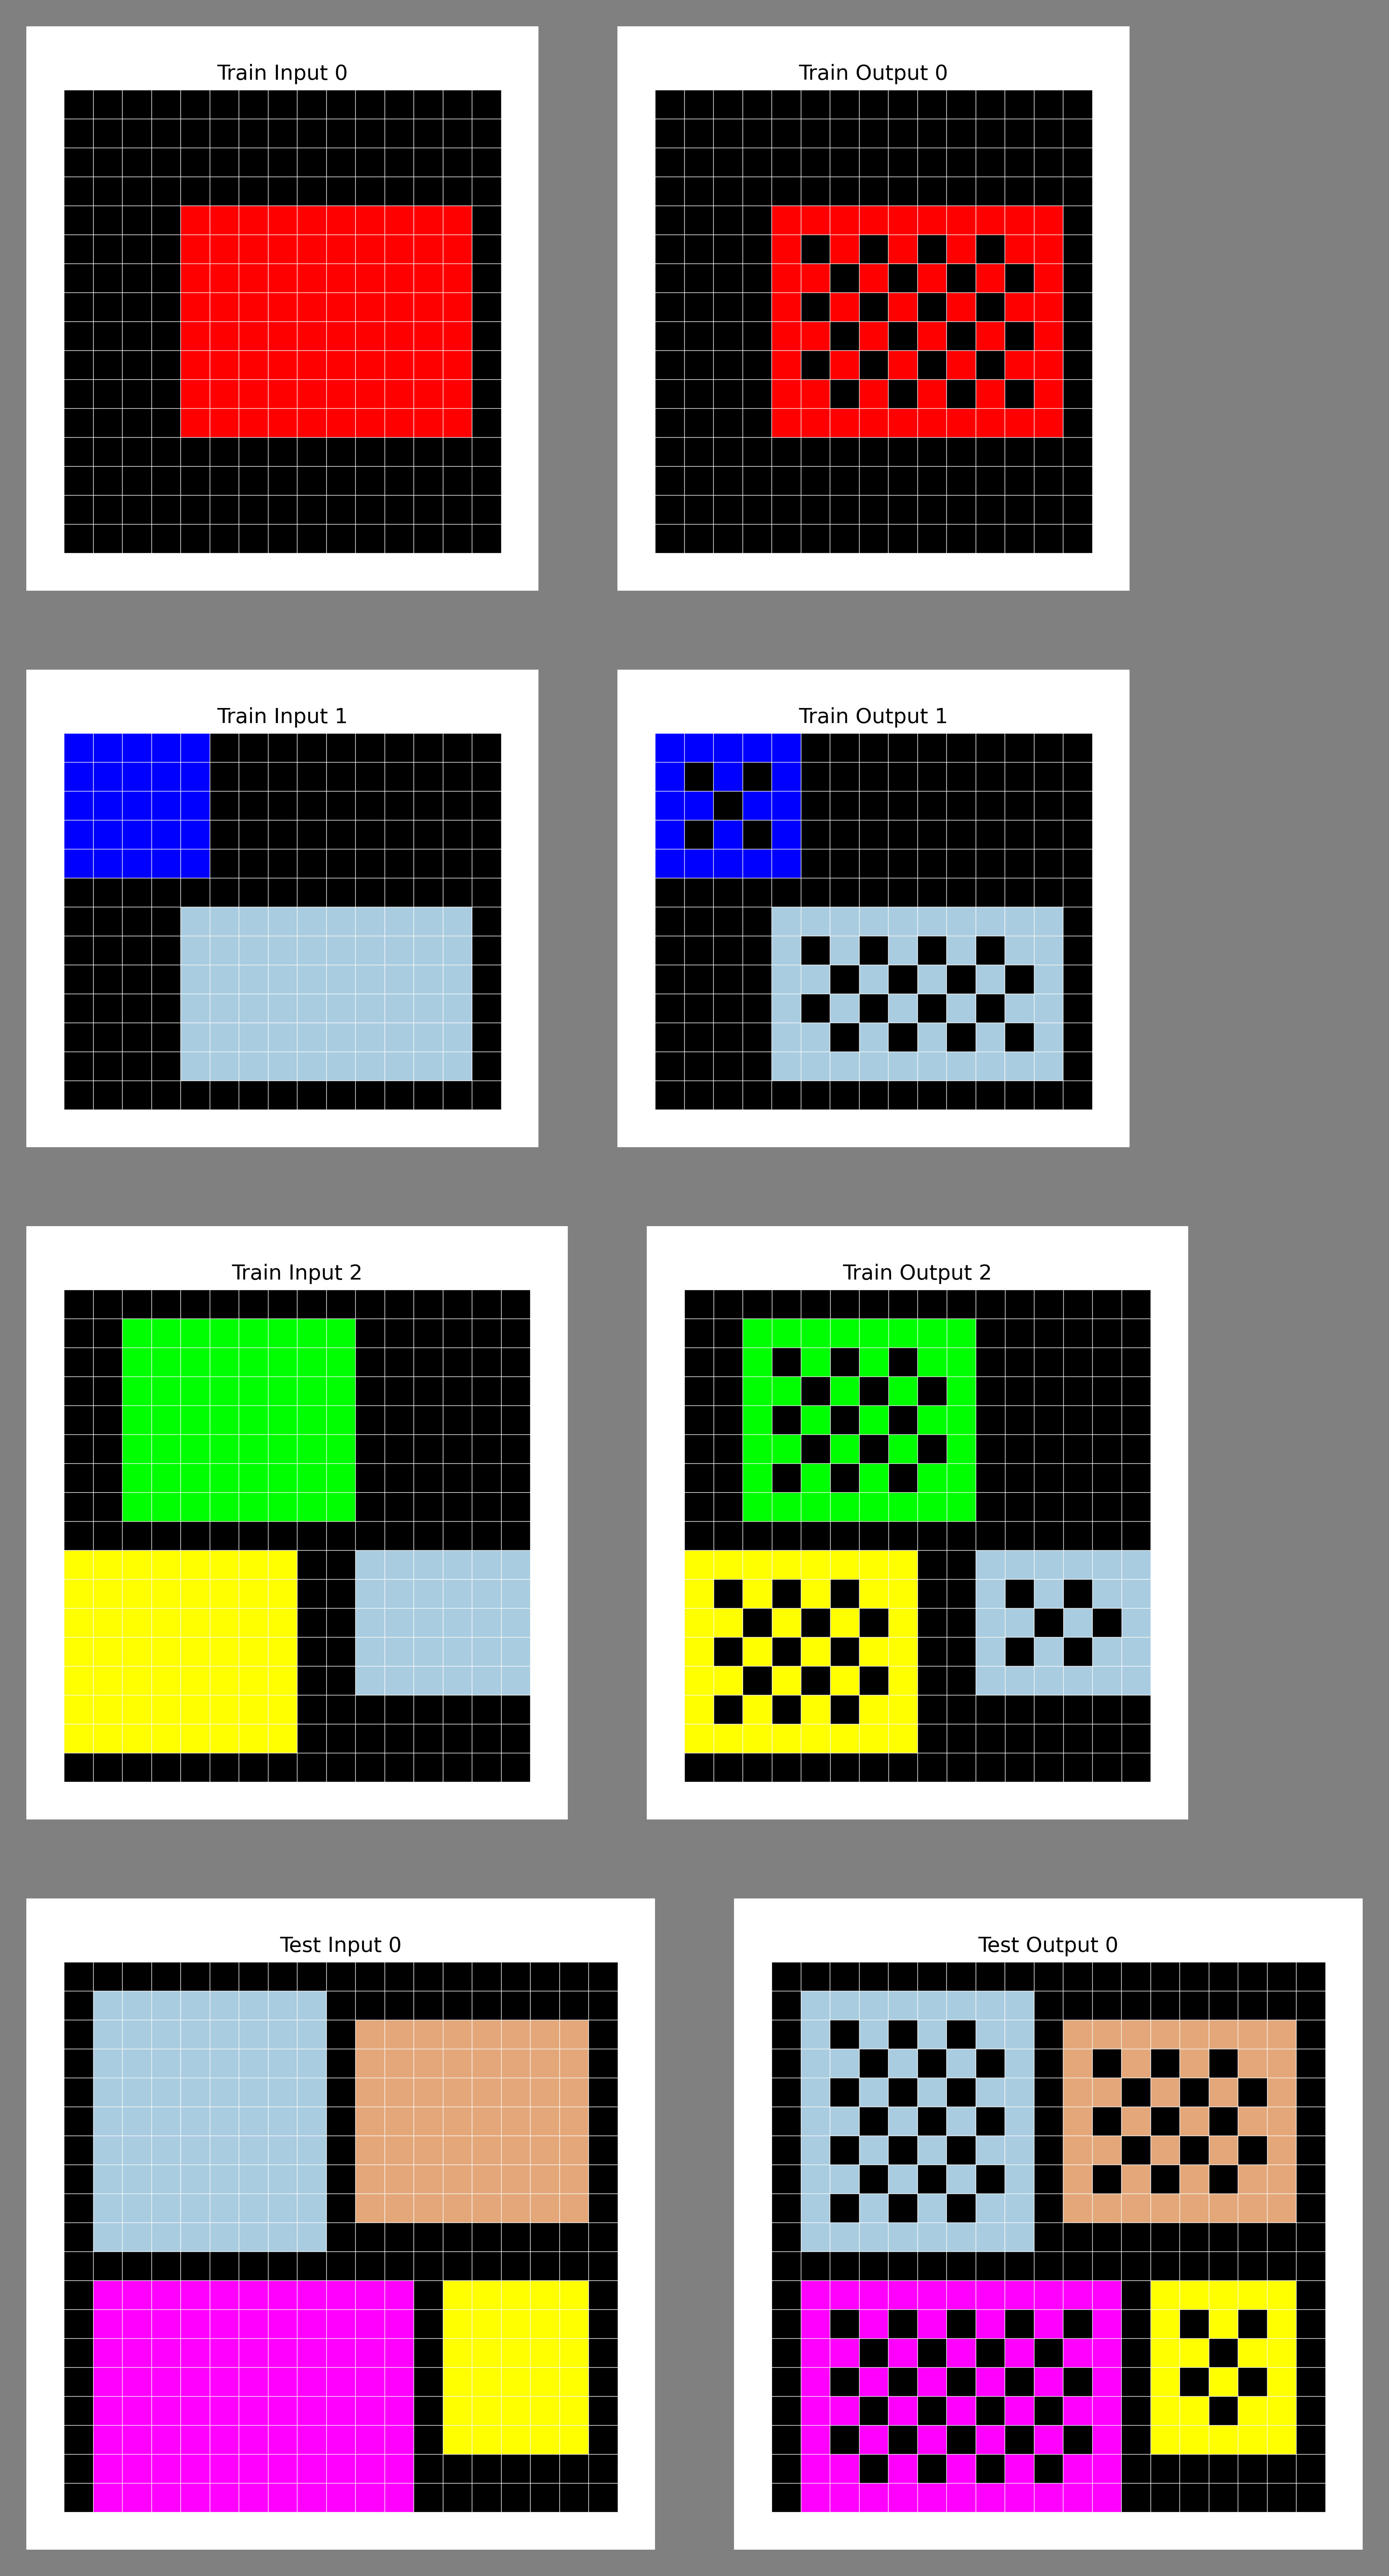 Train Input 0
Train Output 0
Train Input 1
Train Output 1
Train Input 2
Train Output 2
Test Input 0
Test Output 0